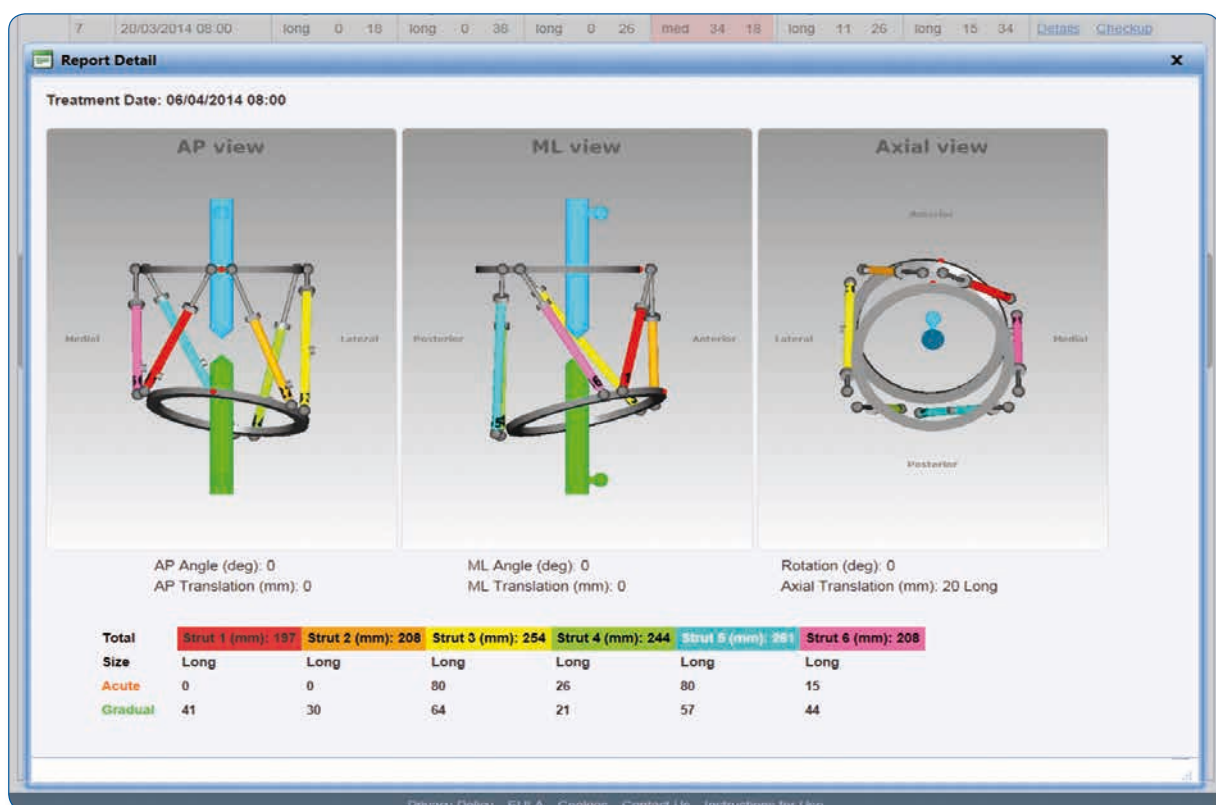 7 20/03/2014 08:00 long 0 18 long 0 38 long 0 26 med 34 18 long 11 26 long 15 34 Details Checkup
Report Detail x
Treatment Date: 06/04/2014 08:00
AP view ML view Axial view
Anterior
Medial Lateral Posterior Anterior Lateral Medial
Posterior
AP Angle (deg): 0 ML Angle (deg): 0 Rotation (deg): 0
AP Translation (mm): 0 ML Translation (mm): 0 Axial Translation (mm): 20 Long
Total Strut 1 (mm): 197 Strut 2 (mm): 208 Strut 3 (mm): 254 Strut 4 (mm): 244 Strut 5 (mm): 261 Strut 6 (mm): 208
Size Long Long Long Long Long Long
Acute 0 0 80 26 80 15
Gradual 41 30 64 21 57 44
Privacy Policy EULA Cookies Contact Us Instructions for Use